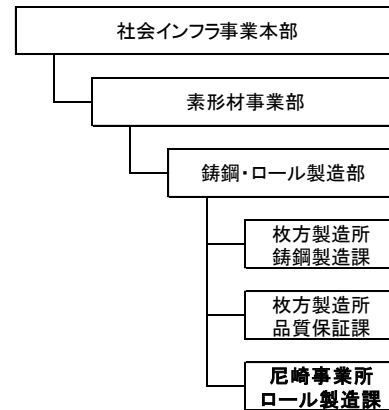 社会インフラ事業本部
素形材事業部
鋳鋼・ロール製造部
枚方製造所
鋳鋼製造課
枚方製造所
品質保証課
尼崎事業所
ロール製造課